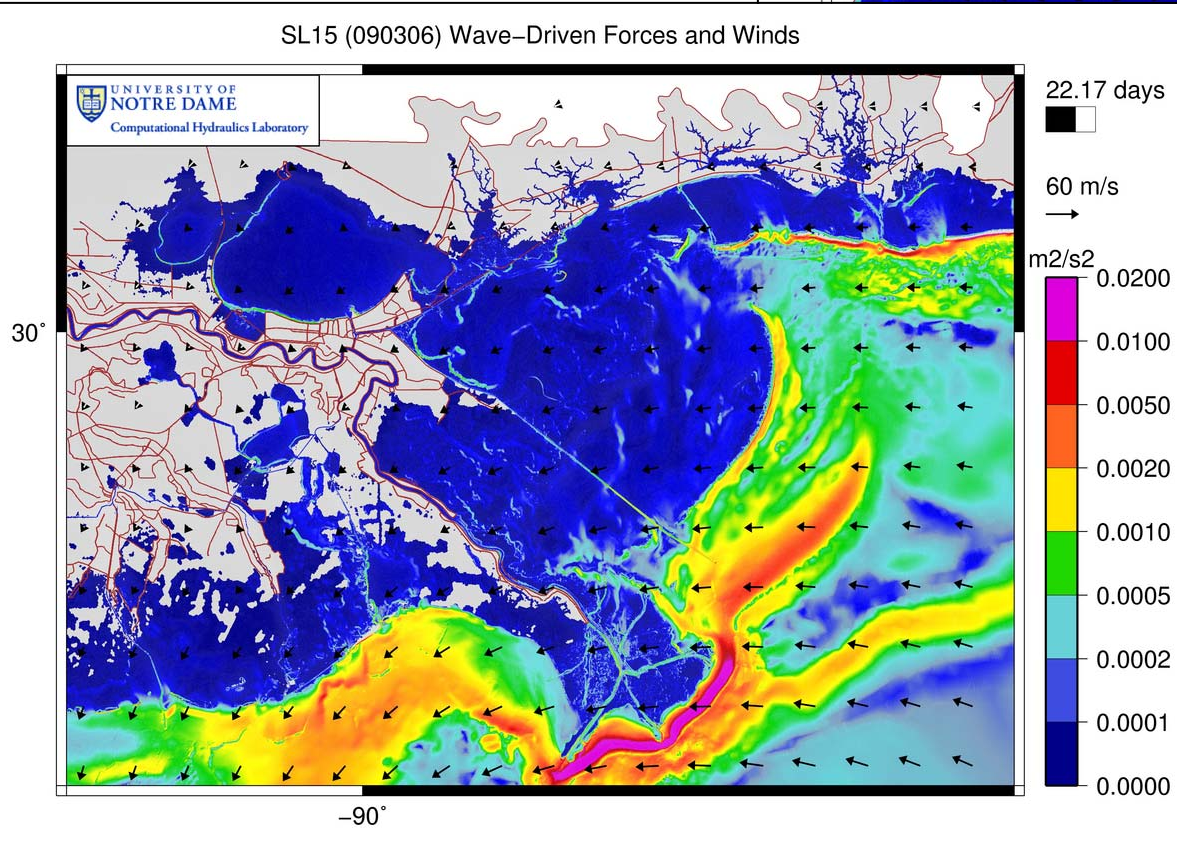 SL15 (090306) Wave−Driven Forces and Winds
UNIVERSITY OF
NOTRE DAME
Computational Hydraulics Laboratory
22.17 days
60 m/s
m2/s2
0.0200
0.0100
0.0050
0.0020
0.0010
0.0005
0.0002
0.0001
0.0000
30˚
−90˚